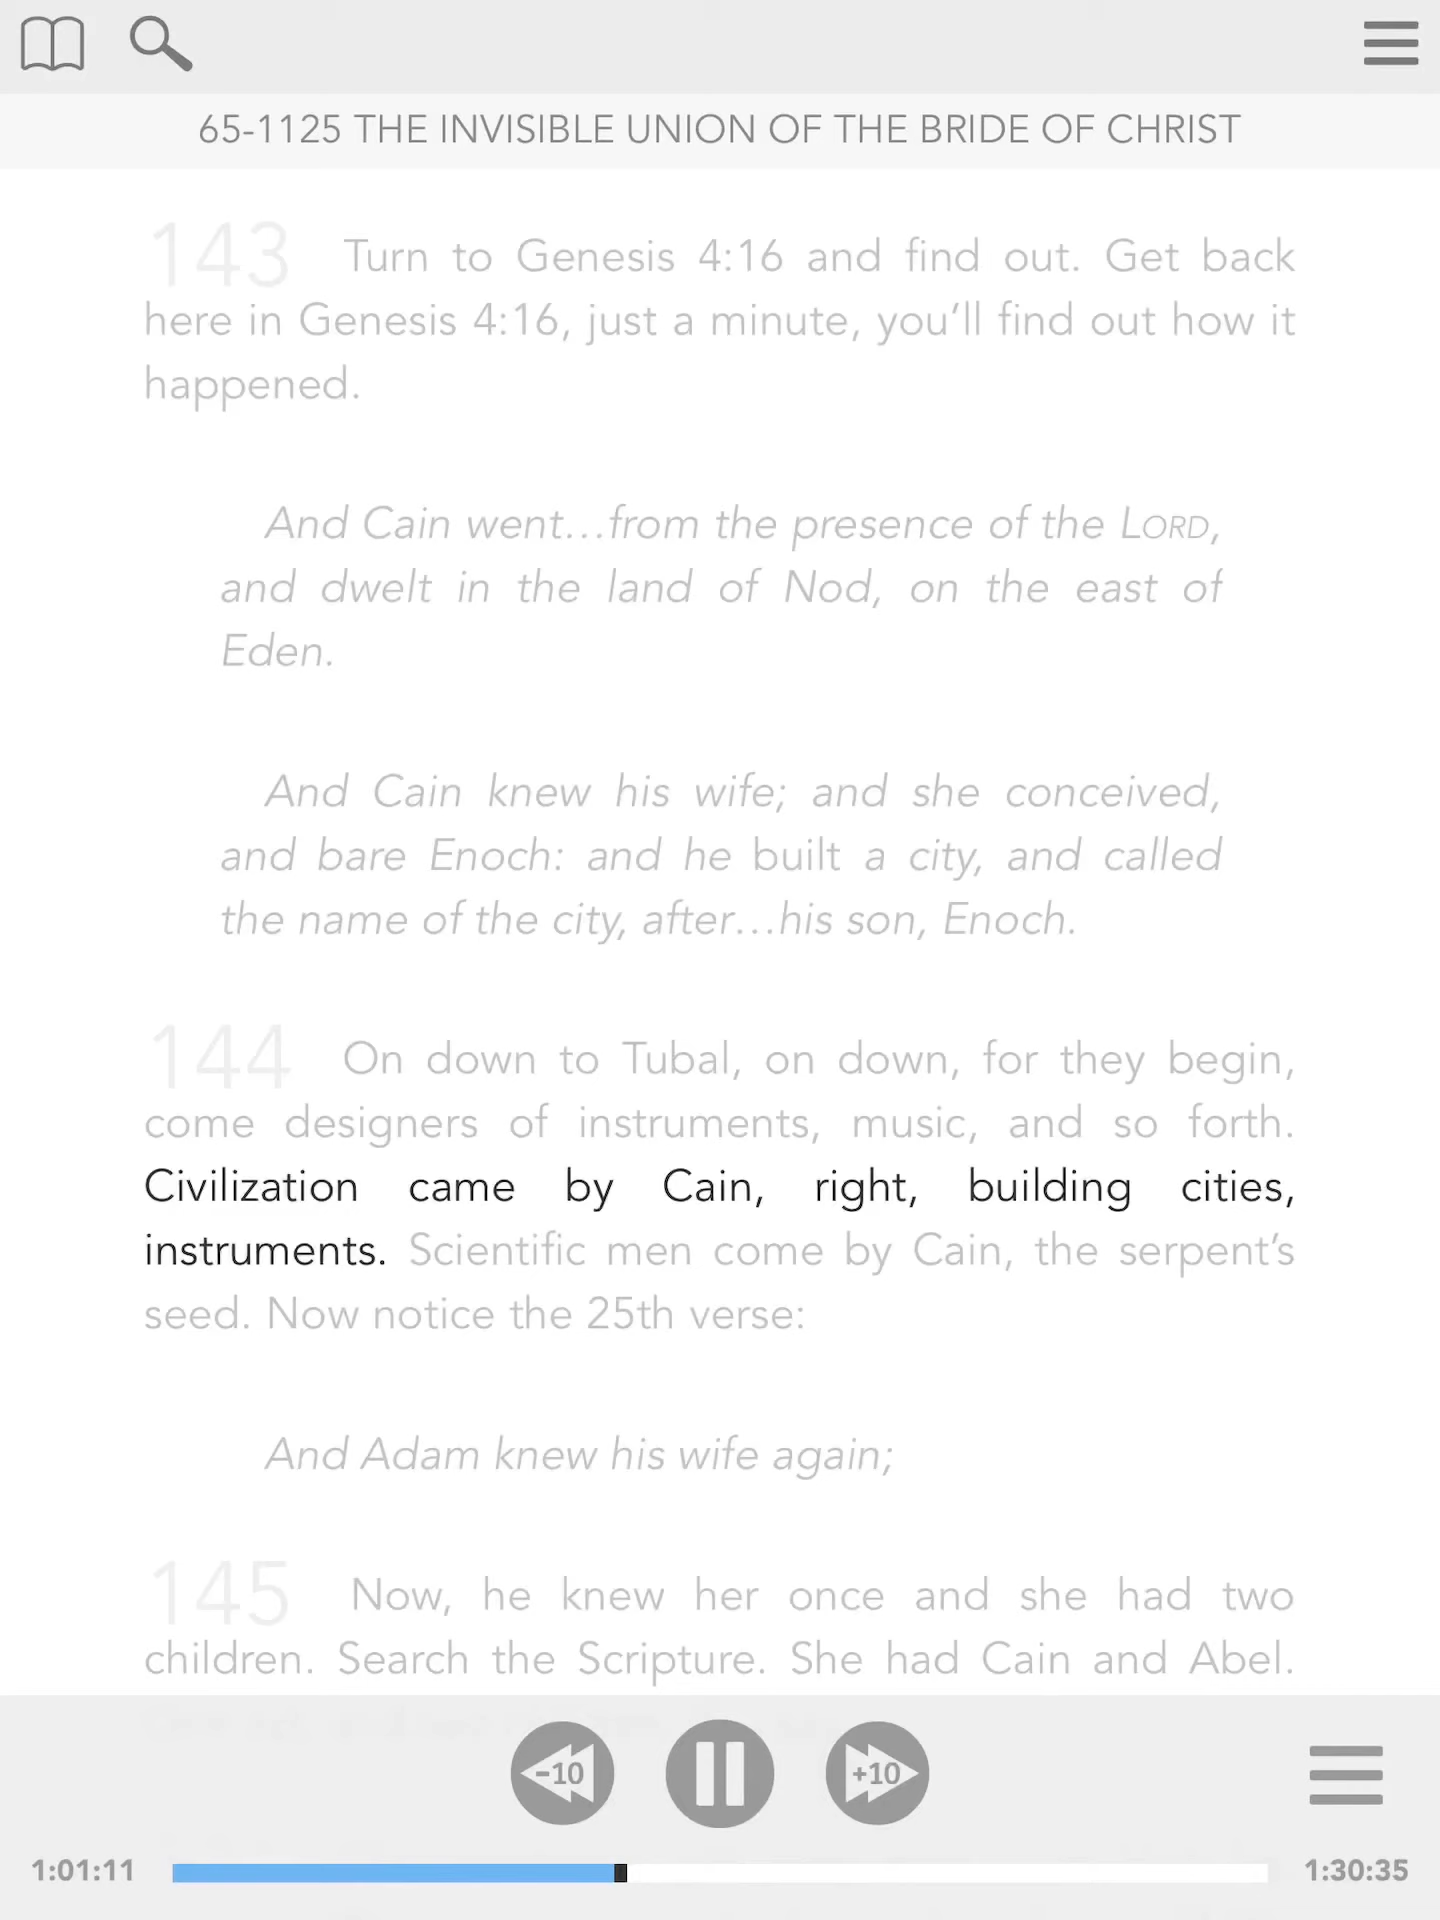 65-1125 THE INVISIBLE UNION OF THE BRIDE OF CHRIST
143 Turn to Genesis 4:16 and find out. Get back
here in Genesis 4:16, just a minute, you’ll find out how it
happened.
And Cain went…from the presence of the LORD,
and dwelt in the land of Nod, on the east of
Eden.
And Cain knew his wife; and she conceived,
and bare Enoch: and he built a city, and called
the name of the city, after…his son, Enoch.
144 On down to Tubal, on down, for they begin,
come designers of instruments, music, and so forth.
Civilization came by Cain, right, building cities,
instruments. Scientific men come by Cain, the serpent’s
seed. Now notice the 25th verse:
And Adam knew his wife again;
145 Now, he knew her once and she had two
children. Search the Scripture. She had Cain and Abel.
-10 +10
1:01:11 1:30:35